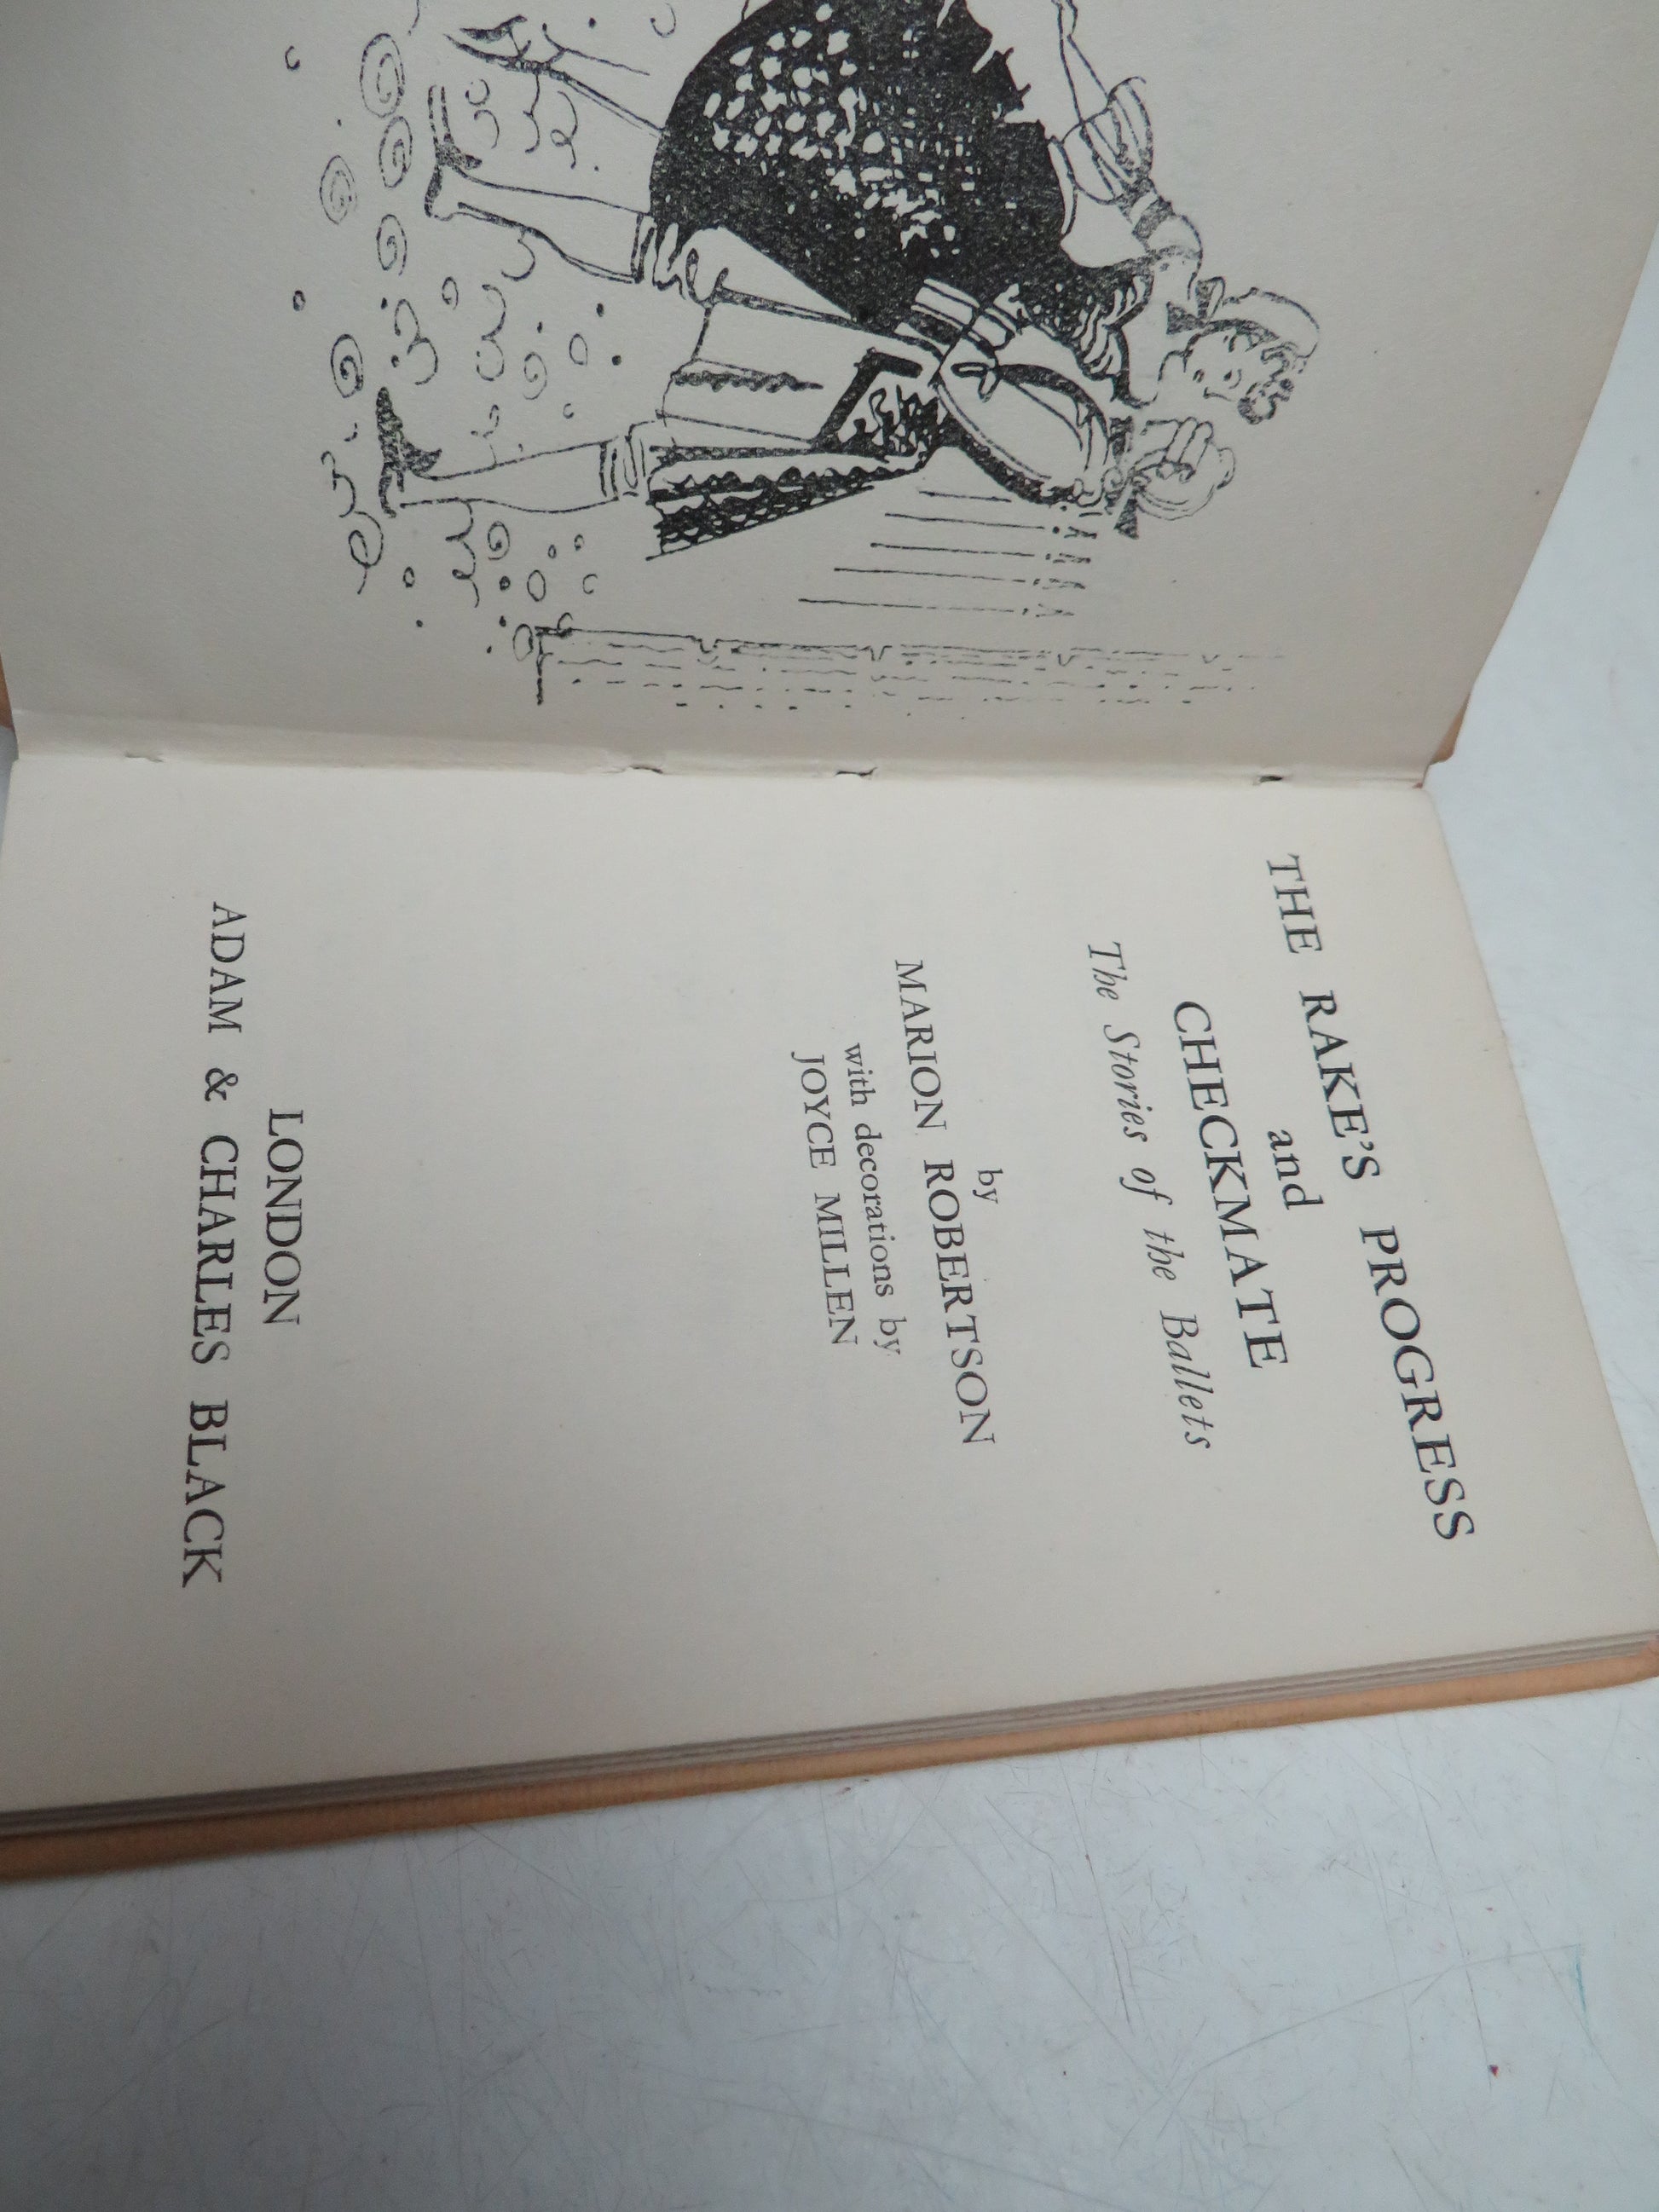 THE RAKE'S PROGRESS
and
CHECKMATE
The Stories of the Ballets
by
MARION ROBERTSON
with decorations by
JOYCE MILLEN
LONDON
ADAM & CHARLES BLACK